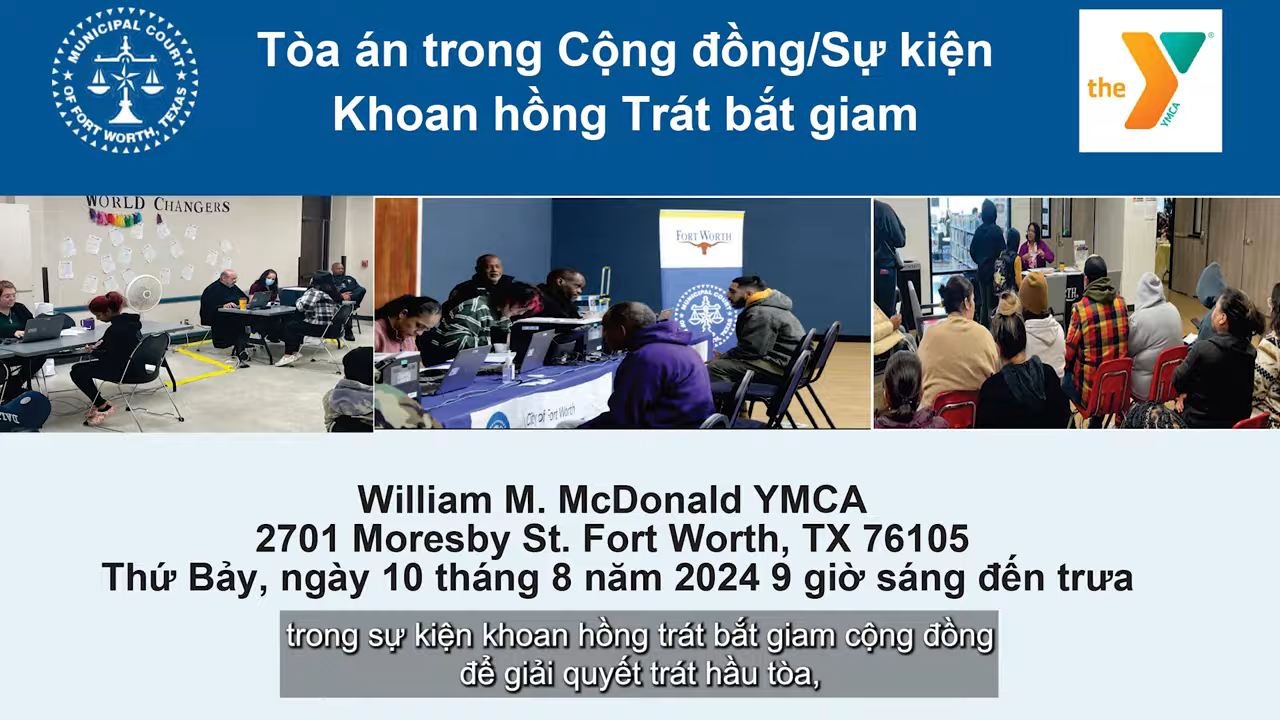 MUNICIPAL COURT
OF FORT WORTH, TEXAS
Tòa án trong Cộng đồng/Sự kiện
Khoan hồng Trát bắt giam
the
YMCA
WORLD CHANGERS
FORT WORTH
City of Fort Worth
William M. McDonald YMCA
2701 Moresby St. Fort Worth, TX 76105
Thứ Bảy, ngày 10 tháng 8 năm 2024 9 giờ sáng đến trưa
trong sự kiện khoan hồng trát bắt giam cộng đồng
để giải quyết trát hầu tòa,